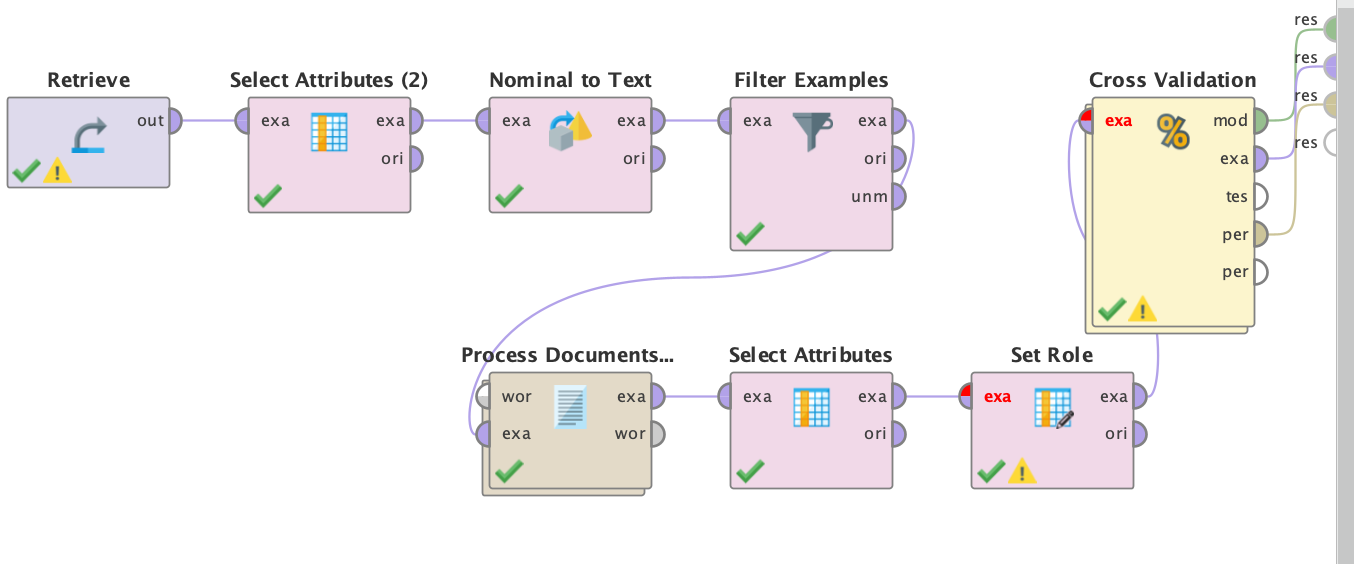 res
res
res
res
Retrieve
out
Select Attributes (2)
exa
exa
ori
Nominal to Text
exa
exa
ori
Filter Examples
exa
exa
ori
unm
Cross Validation
exa
mod
exa
tes
per
per
Process Documents...
wor
exa
exa
wor
Select Attributes
exa
exa
ori
Set Role
exa
exa
ori